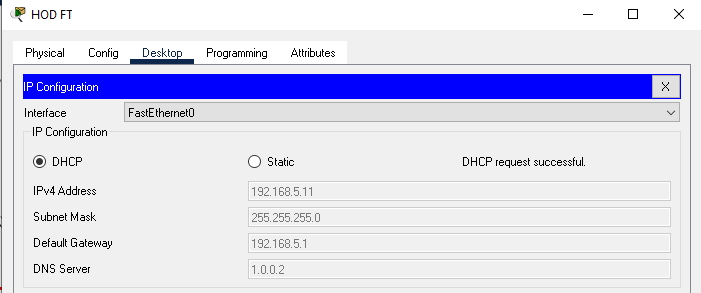 HOD FT
Physical Config Desktop Programming Attributes
IP Configuration X
Interface FastEthernet0
IP Configuration
DHCP Static DHCP request successful.
IPv4 Address 192.168.5.11
Subnet Mask 255.255.255.0
Default Gateway 192.168.5.1
DNS Server 1.0.0.2